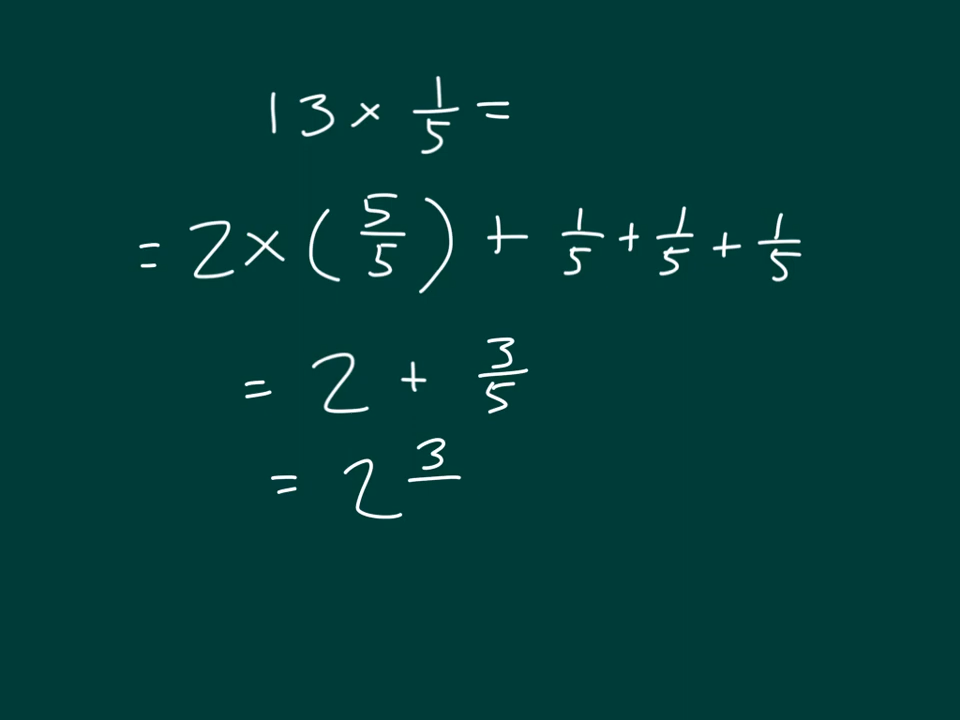 13 × 1/5 =
= 2 × (5/5) + 1/5 + 1/5 + 1/5
= 2 + 3/5
= 2 3/